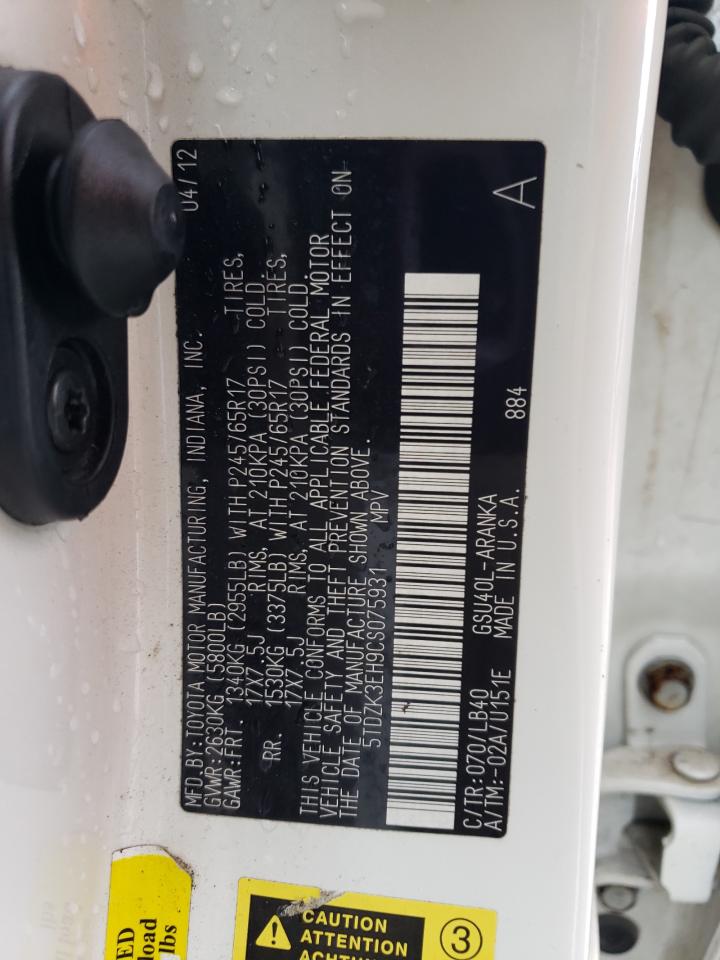 MFD.BY:TOYOTA MOTOR MANUFACTURING, INDIANA, INC. 04/12
GVWR:2630KG (5800LB)
GAWR:FRT. 1340KG (2955LB) WITH P245/65R17 TIRES,
17X7.5J RIMS, AT 210KPA (30PSI) COLD.
RR. 1530KG (3375LB) WITH P245/65R17 TIRES,
17X7.5J RIMS, AT 210KPA (30PSI) COLD.
THIS VEHICLE CONFORMS TO ALL APPLICABLE FEDERAL MOTOR
VEHICLE SAFETY AND THEFT PREVENTION STANDARDS IN EFFECT ON
THE DATE OF MANUFACTURE SHOWN ABOVE.
5TDZK3EH9CS075931 MPV
C/TR:070/LB40 GSU40L-ARANKA 884 A
A/TM:-02A/U151E MADE IN U.S.A.
ED
load
lbs
CAUTION
ATTENTION
3